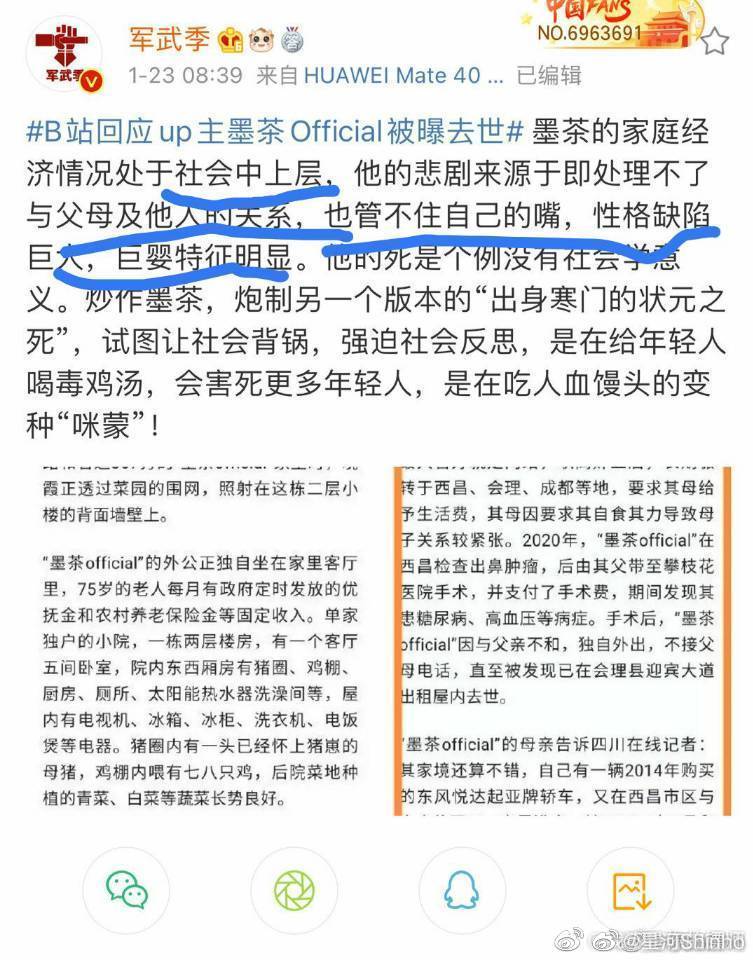 中国FANS
NO.6963691
军武季
军武季
1-23 08:39 来自 HUAWEI Mate 40 ... 已编辑
#B站回应up主墨茶Official被曝去世# 墨茶的家庭经
济情况处于社会中上层，他的悲剧来源于即处理不了
与父母及他人的关系，也管不住自己的嘴，性格缺陷
巨大，巨婴特征明显。他的死是个例没有社会学意
义。炒作墨茶，炮制另一个版本的“出身寒门的状元之
死”，试图让社会背锅，强迫社会反思，是在给年轻人
喝毒鸡汤，会害死更多年轻人，是在吃人血馒头的变
种“咪蒙”！
霞正透过菜园的围网，照射在这栋二层小
楼的背面墙壁上。
“墨茶official”的外公正独自坐在家里客厅
里，75岁的老人每月有政府定时发放的优
抚金和农村养老保险金等固定收入。单家
独户的小院，一栋两层楼房，有一个客厅
五间卧室，院内东西厢房有猪圈、鸡棚、
厨房、厕所、太阳能热水器洗澡间等，屋
内有电视机、冰箱、冰柜、洗衣机、电饭
煲等电器。猪圈内有一头已经怀上猪崽的
母猪，鸡棚内喂有七八只鸡，后院菜地种
植的青菜、白菜等蔬菜长势良好。
转于西昌、会理、成都等地，要求其母给
予生活费，其母因要求其自食其力导致母
子关系较紧张。2020年，“墨茶official”在
西昌检查出鼻肿瘤，后由其父带至攀枝花
医院手术，并支付了手术费，期间发现其
患糖尿病、高血压等病症。手术后，“墨茶
official”因与父亲不和，独自外出，不接父
母电话，直至被发现已在会理县迎宾大道
出租屋内去世。
“墨茶official”的母亲告诉四川在线记者：
其家境还算不错，自己有一辆2014年购买
的东风悦达起亚牌轿车，又在西昌市区与